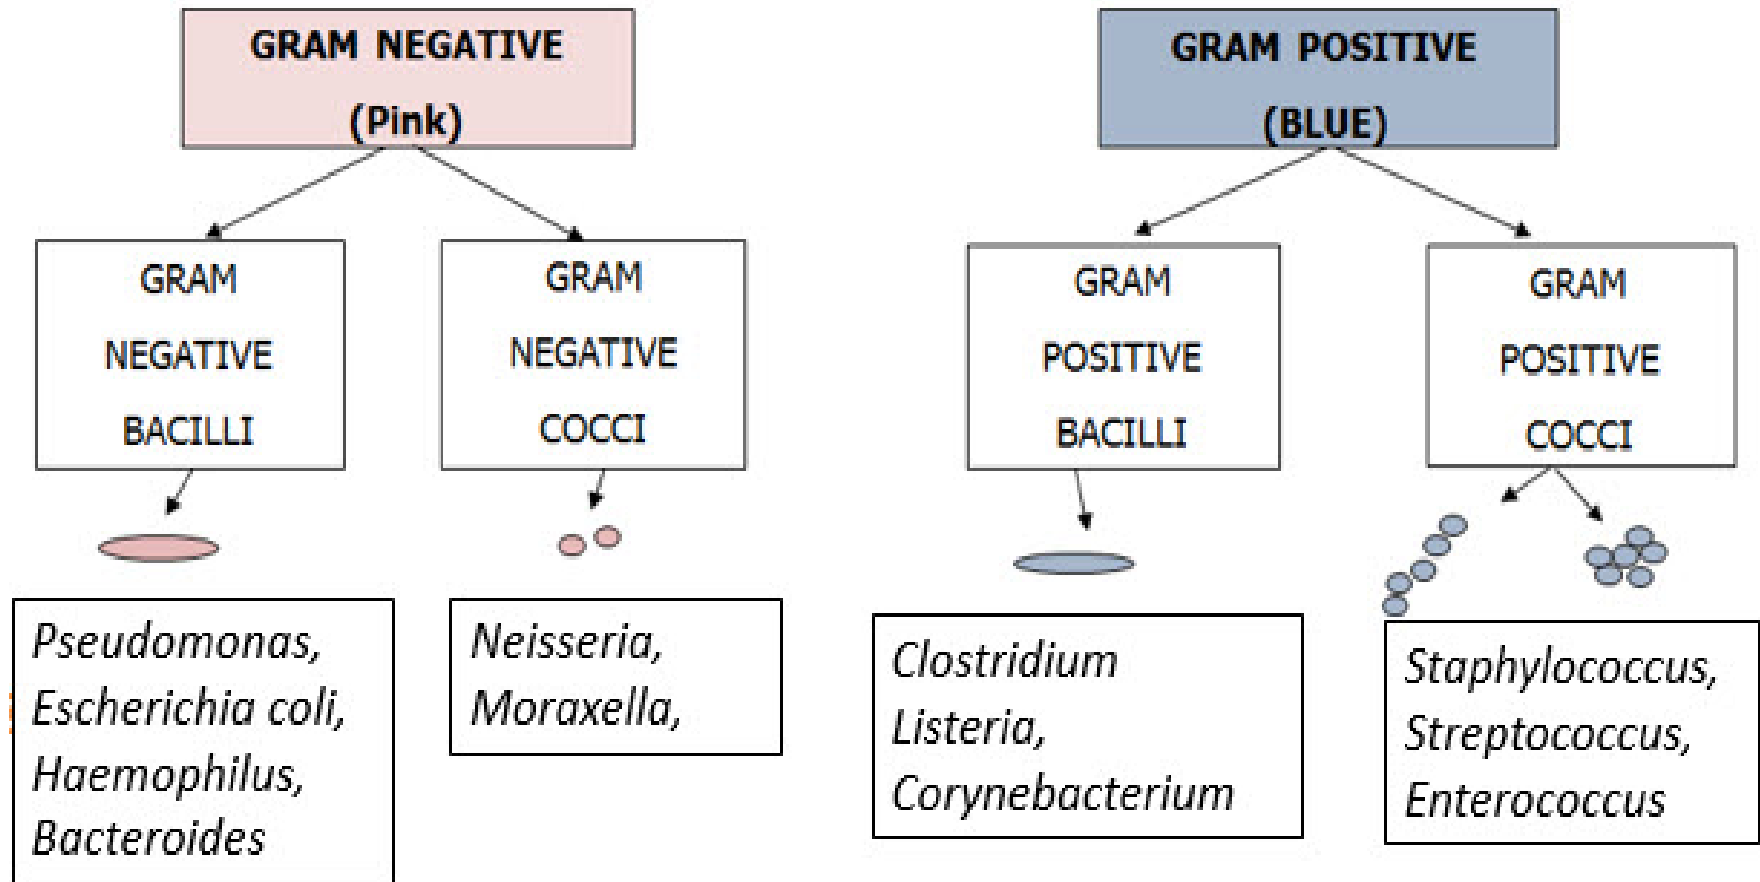 GRAM NEGATIVE
(Pink)
GRAM
NEGATIVE
BACILLI
GRAM
NEGATIVE
COCCI
Pseudomonas,
Escherichia coli,
Haemophilus,
Bacteroides
Neisseria,
Moraxella,
GRAM POSITIVE
(BLUE)
GRAM
POSITIVE
BACILLI
GRAM
POSITIVE
COCCI
Clostridium
Listeria,
Corynebacterium
Staphylococcus,
Streptococcus,
Enterococcus